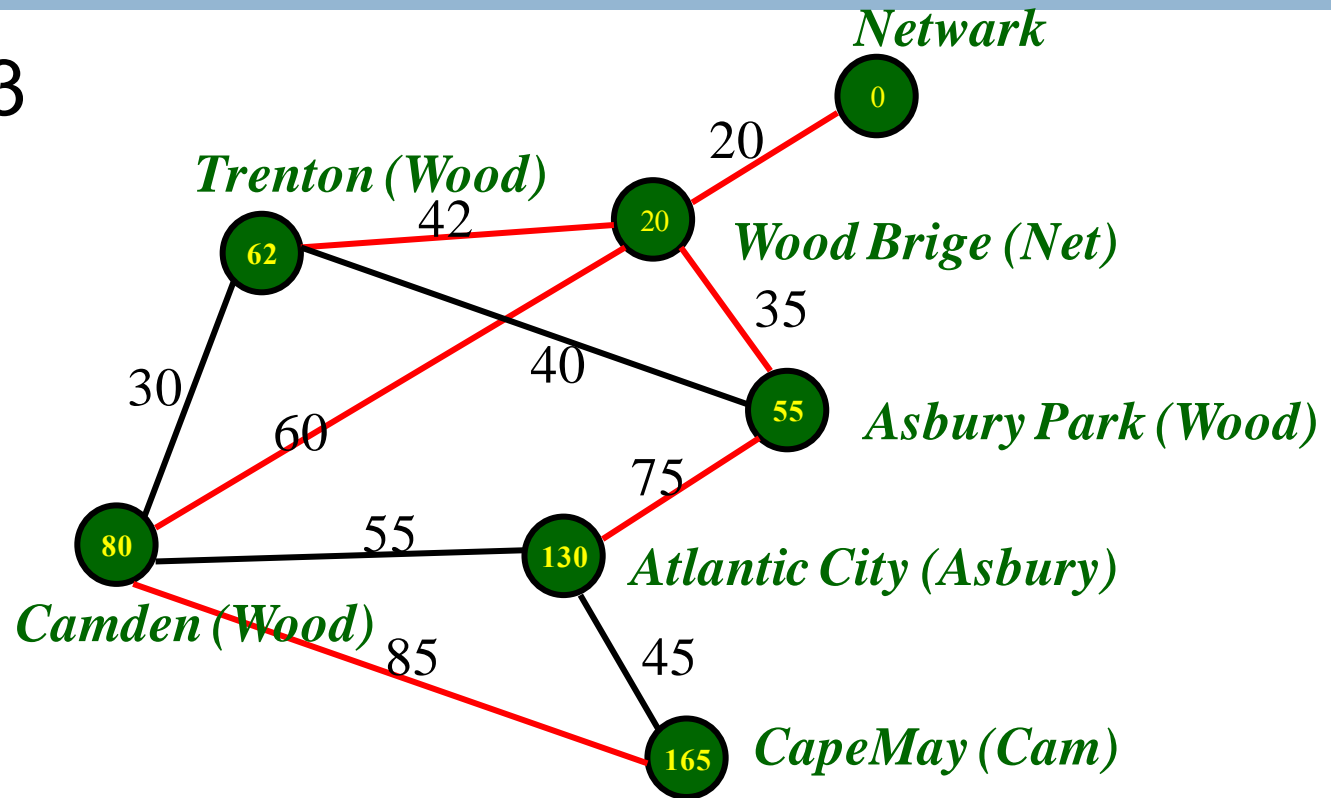 Netwark
3
0
20
Trenton (Wood)
42
20
62
Wood Brige (Net)
35
40
30
55
60
Asbury Park (Wood)
75
55
80
130
Atlantic City (Asbury)
Camden (Wood)
85
45
165
CapeMay (Cam)